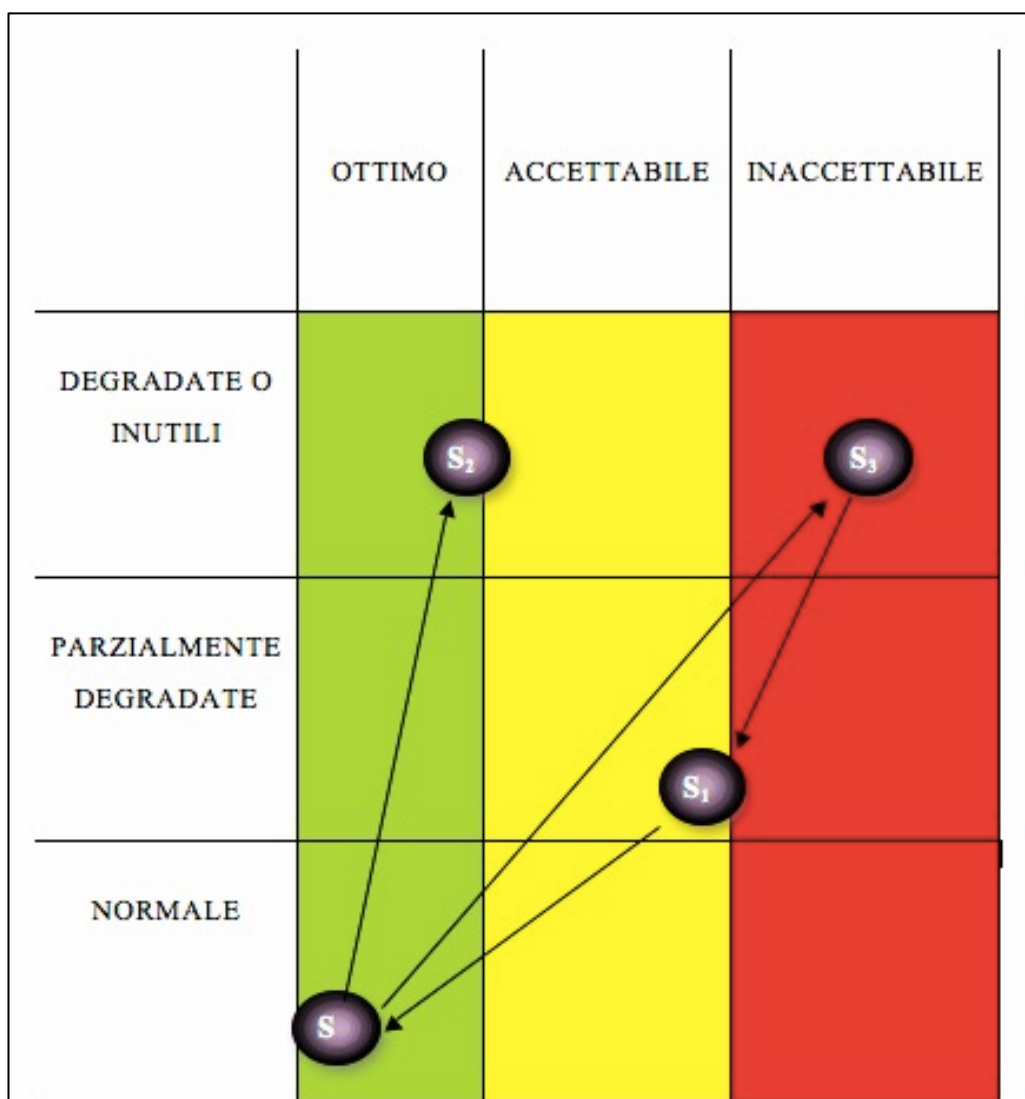 OTTIMO ACCETTABILE INACCETTABILE
DEGRADATE O
INUTILI
S₂ S₃
PARZIALMENTE
DEGRADATE
S₁
NORMALE
S